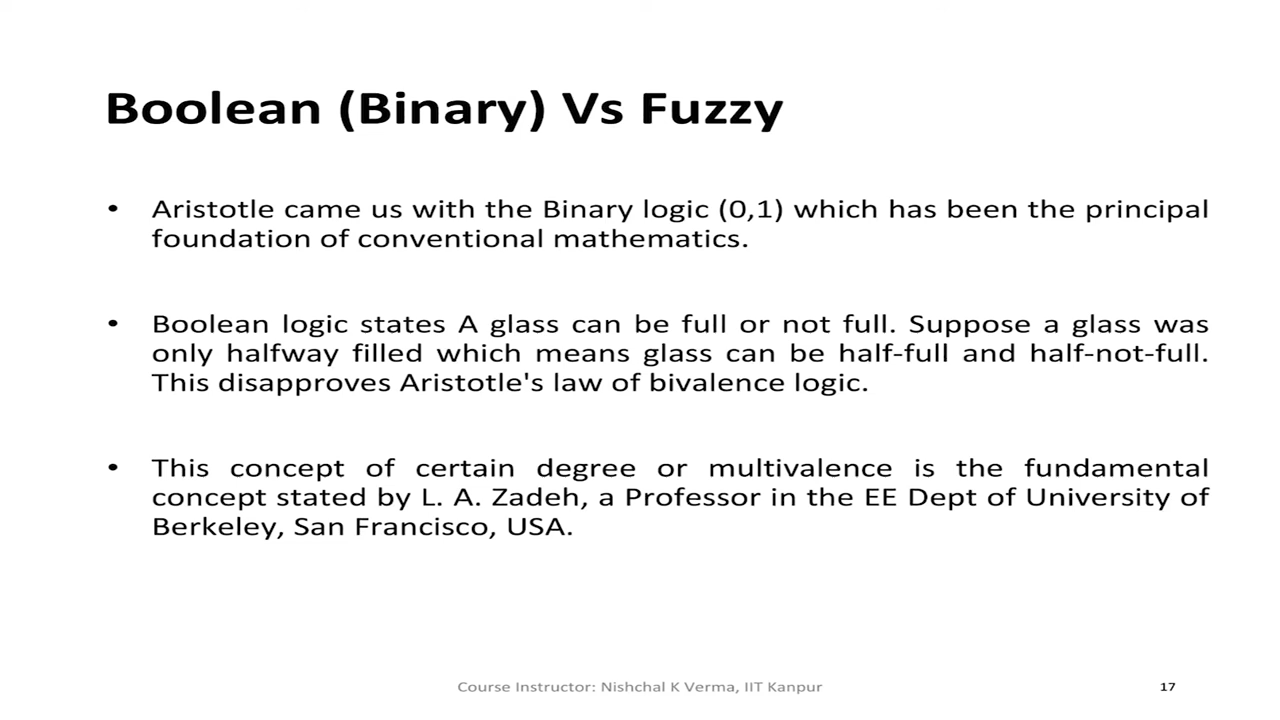 Boolean (Binary) Vs Fuzzy
• Aristotle came us with the Binary logic (0,1) which has been the principal
foundation of conventional mathematics.
• Boolean logic states A glass can be full or not full. Suppose a glass was
only halfway filled which means glass can be half-full and half-not-full.
This disapproves Aristotle's law of bivalence logic.
• This concept of certain degree or multivalence is the fundamental
concept stated by L. A. Zadeh, a Professor in the EE Dept of University of
Berkeley, San Francisco, USA.
Course Instructor: Nishchal K Verma, IIT Kanpur
17